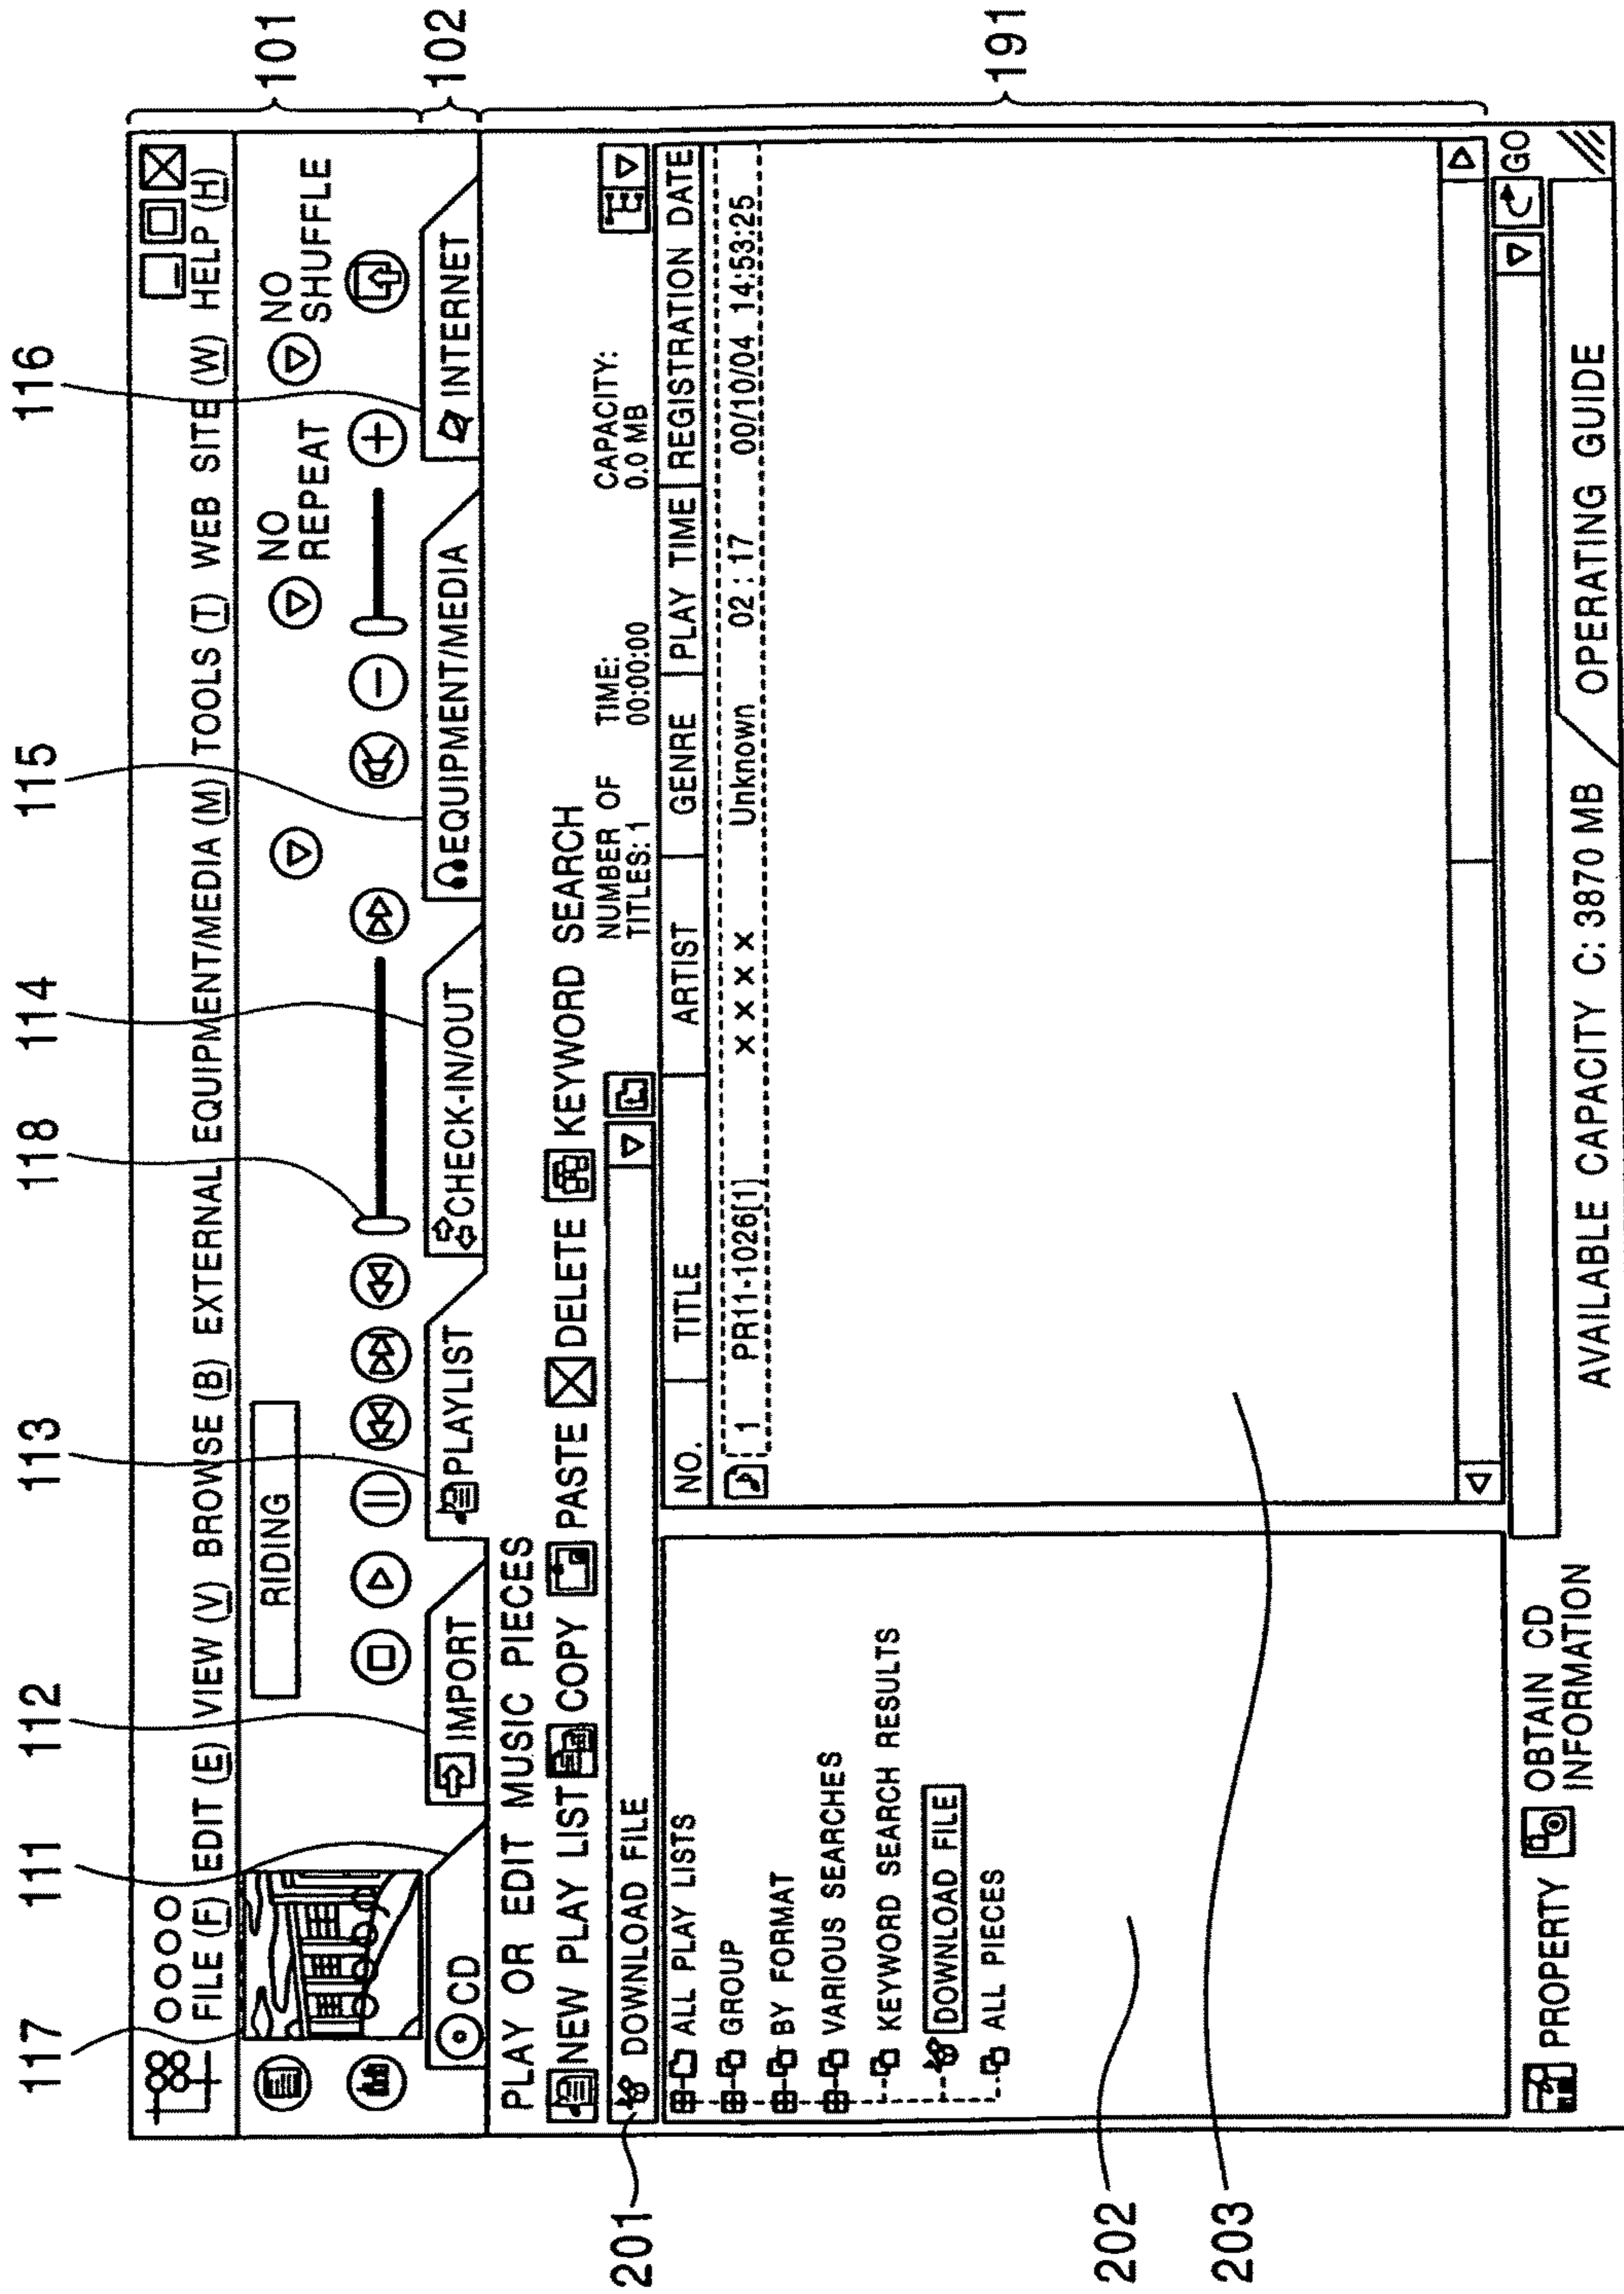 117 111 112 113 118 114 115 116
101
102
191
FILE (F) EDIT (E) VIEW (V) BROWSE (B) EXTERNAL EQUIPMENT/MEDIA (M) TOOLS (T) WEB SITE (W) HELP (H)
RIDING
NO REPEAT
NO SHUFFLE
CD
IMPORT
PLAYLIST
CHECK-IN/OUT
EQUIPMENT/MEDIA
INTERNET
PLAY OR EDIT MUSIC PIECES
NEW PLAY LIST COPY PASTE DELETE KEYWORD SEARCH
201
DOWNLOAD FILE
NUMBER OF TITLES: 1
TIME: 00:00:00
CAPACITY: 0.0 MB
ALL PLAY LISTS
GROUP
BY FORMAT
VARIOUS SEARCHES
KEYWORD SEARCH RESULTS
DOWNLOAD FILE
ALL PIECES
NO. TITLE ARTIST GENRE PLAY TIME REGISTRATION DATE
1 PR11-1026[1] x x x x Unknown 02 : 17 00/10/04 14:53:25
202
203
GO
PROPERTY
OBTAIN CD INFORMATION
AVAILABLE CAPACITY C: 3870 MB
OPERATING GUIDE